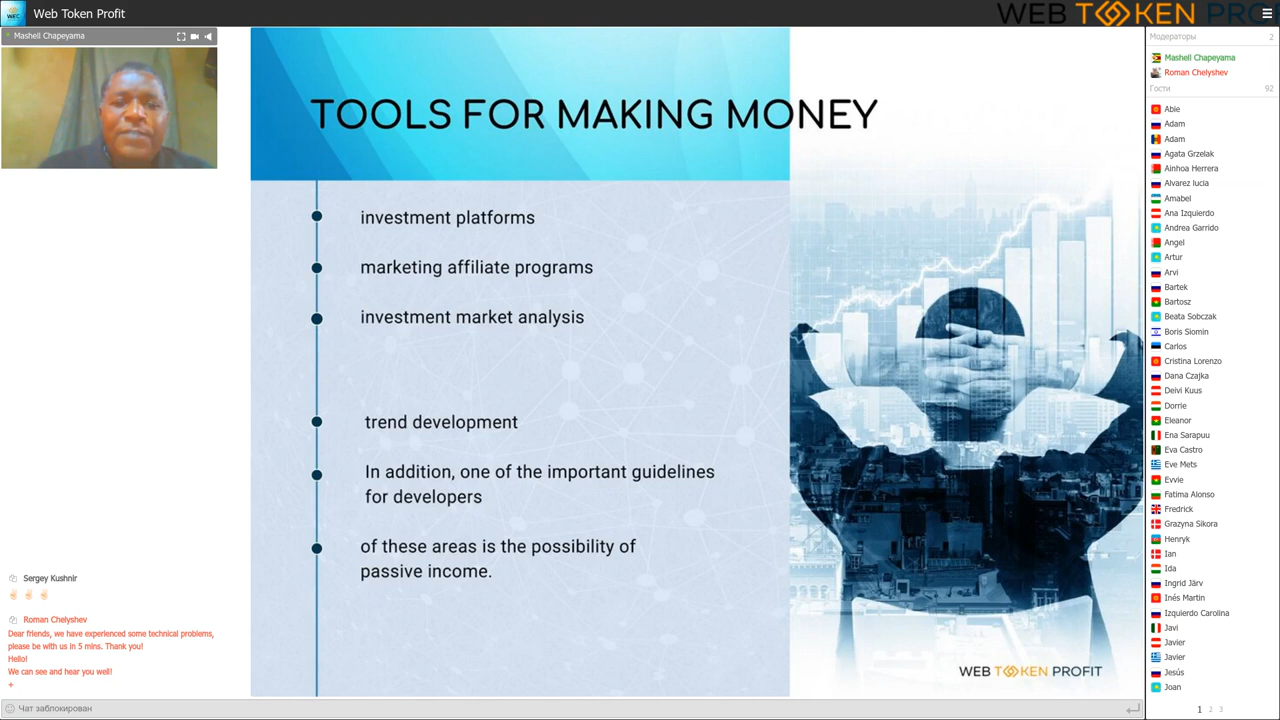 Web Token Profit
WEB TOKEN PROFI
Mashell Chapeyama
TOOLS FOR MAKING MONEY
investment platforms
marketing affiliate programs
investment market analysis
trend development
In addition, one of the important guidelines
for developers
of these areas is the possibility of
passive income.
WEB TOKEN PROFIT
Sergey Kushnir
Roman Chelyshev
Dear friends, we have experienced some technical problems,
please be with us in 5 mins. Thank you!
Hello!
We can see and hear you well!
+
Чат заблокирован
Модераторы 2
Mashell Chapeyama
Roman Chelyshev
Гости 92
Abie
Adam
Adam
Agata Grzelak
Ainhoa Herrera
Alvarez lucia
Amabel
Ana Izquierdo
Andrea Garrido
Angel
Artur
Arvi
Bartek
Bartosz
Beata Sobczak
Boris Siomin
Carlos
Cristina Lorenzo
Dana Czajka
Deivi Kuus
Dorrie
Eleanor
Ena Sarapuu
Eva Castro
Eve Mets
Evvie
Fatima Alonso
Fredrick
Grazyna Sikora
Henryk
Ian
Ida
Ingrid Järv
Inés Martin
Izquierdo Carolina
Javi
Javier
Javier
Jesús
Joan
1 2 3